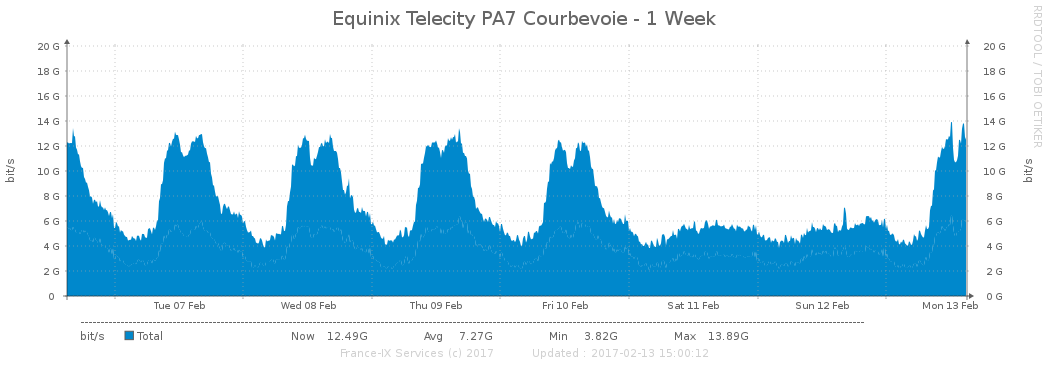 Equinix Telecity PA7 Courbevoie - 1 Week
RRDTOOL / TOBI OETIKER
20 G 20 G
18 G 18 G
16 G 16 G
14 G 14 G
12 G 12 G
10 G 10 G
8 G 8 G
6 G 6 G
4 G 4 G
2 G 2 G
0 0 G
bit/s bit/s
Tue 07 Feb Wed 08 Feb Thu 09 Feb Fri 10 Feb Sat 11 Feb Sun 12 Feb Mon 13 Feb
bit/s Total Now 12.49G Avg 7.27G Min 3.82G Max 13.89G
France-IX Services (c) 2017 Updated : 2017-02-13 15:00:12